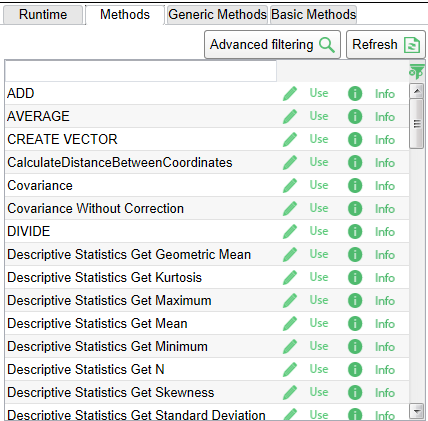 Runtime Methods Generic Methods Basic Methods
Advanced filtering Refresh
ADD Use Info
AVERAGE Use Info
CREATE VECTOR Use Info
CalculateDistanceBetweenCoordinates Use Info
Covariance Use Info
Covariance Without Correction Use Info
DIVIDE Use Info
Descriptive Statistics Get Geometric Mean Use Info
Descriptive Statistics Get Kurtosis Use Info
Descriptive Statistics Get Maximum Use Info
Descriptive Statistics Get Mean Use Info
Descriptive Statistics Get Minimum Use Info
Descriptive Statistics Get N Use Info
Descriptive Statistics Get Skewness Use Info
Descriptive Statistics Get Standard Deviation Use Info